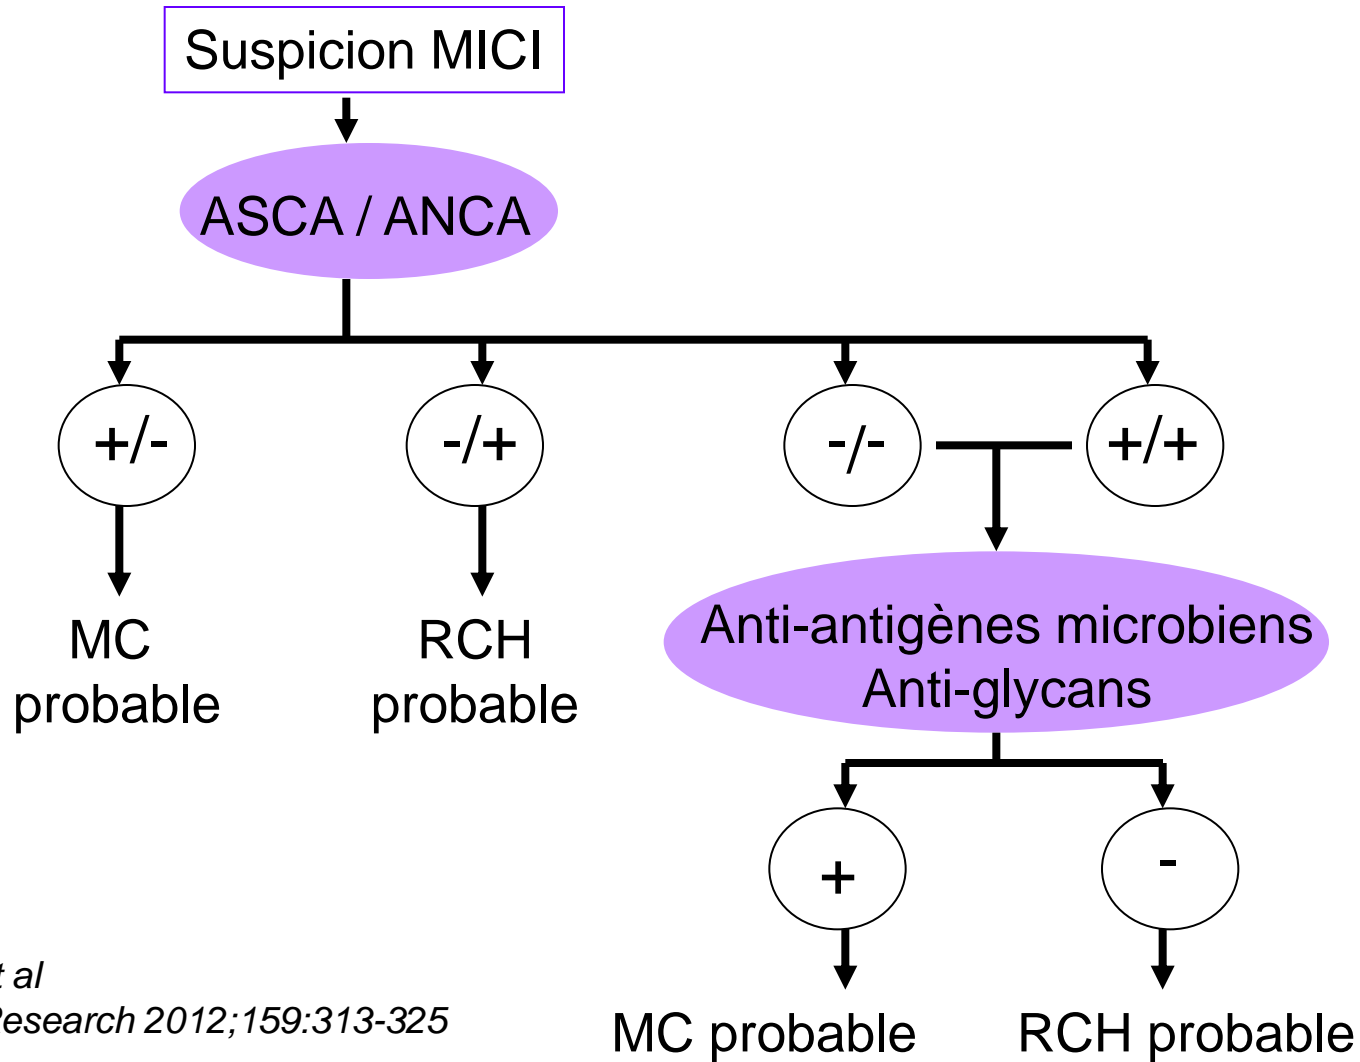 Suspicion MICI
ASCA / ANCA
+/-
-/+
-/-
+/+
MC
probable
RCH
probable
Anti-antigènes microbiens
Anti-glycans
+
-
MC probable
RCH probable
al
2012;159:313-325